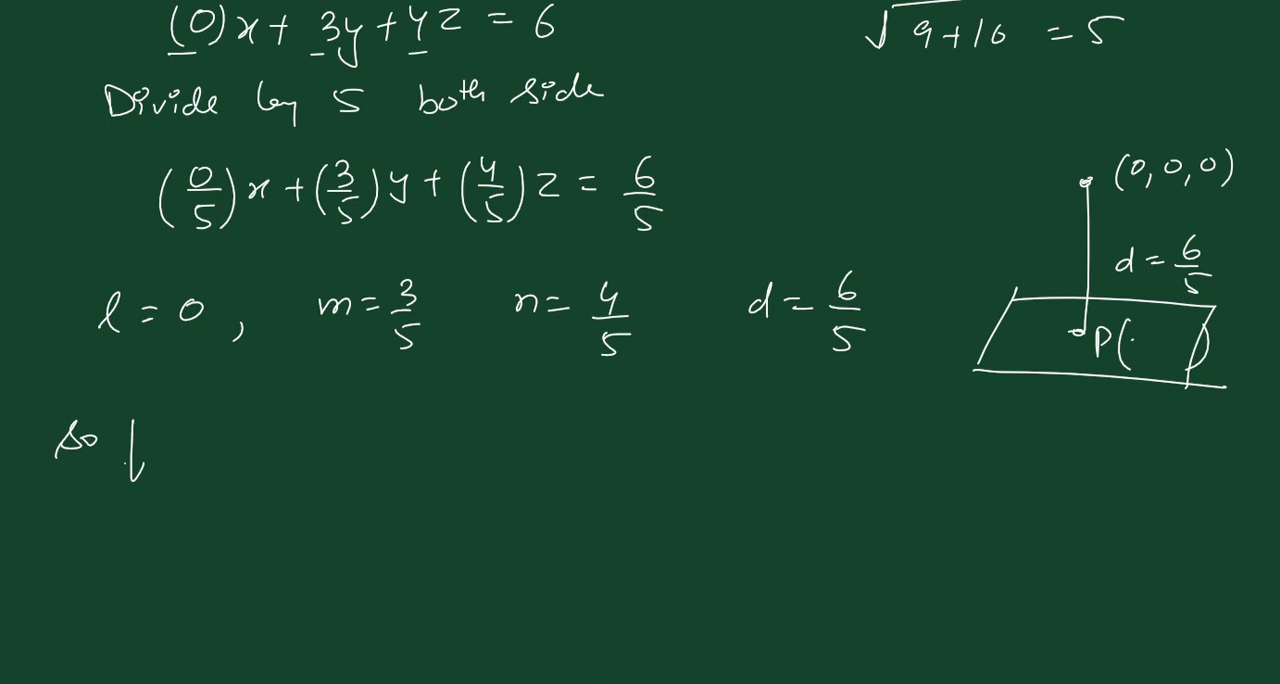 (0)x + 3y + 4z = 6
√9+16 = 5
Divide by 5 both side
(0/5)x + (3/5)y + (4/5)z = 6/5
(0,0,0)
d = 6/5
l = 0, m = 3/5 n = 4/5 d = 6/5
P( )
so